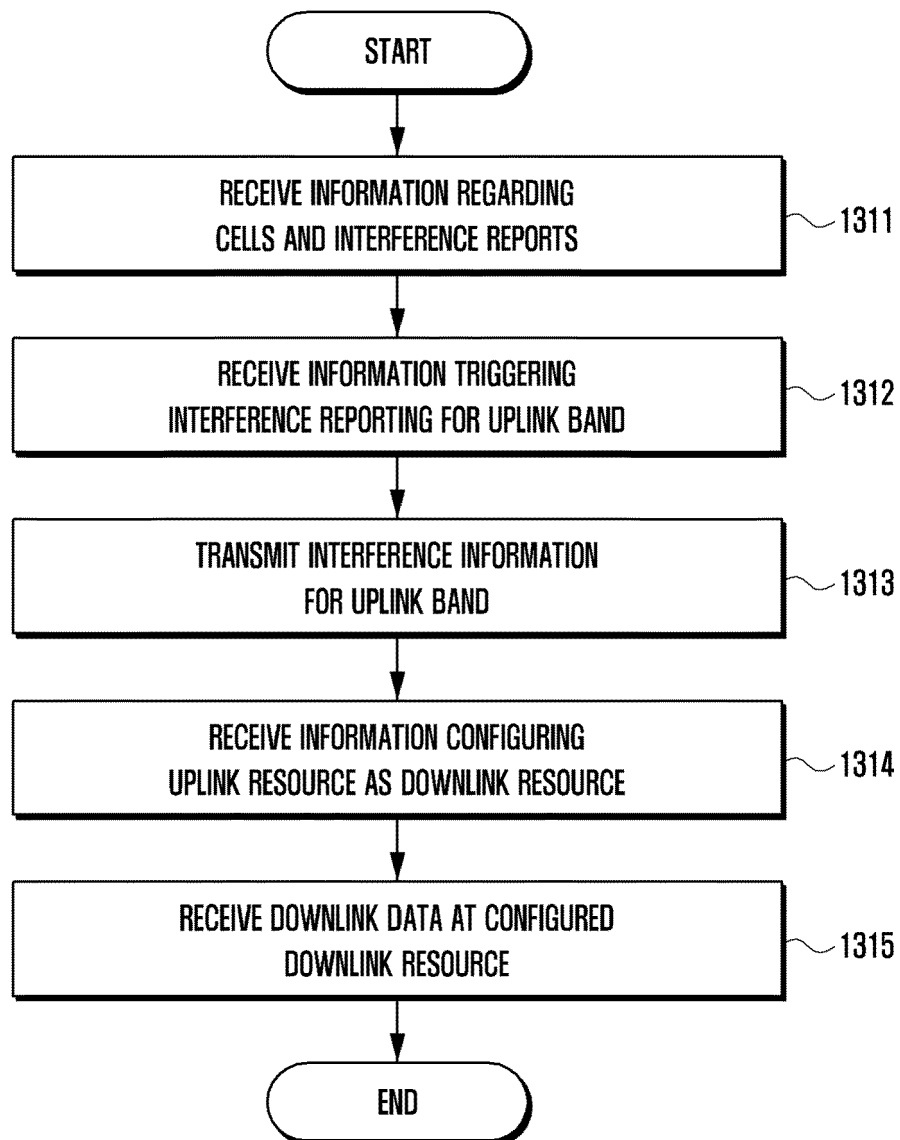 START
RECEIVE INFORMATION REGARDING
CELLS AND INTERFERENCE REPORTS
1311
RECEIVE INFORMATION TRIGGERING
INTERFERENCE REPORTING FOR UPLINK BAND
1312
TRANSMIT INTERFERENCE INFORMATION
FOR UPLINK BAND
1313
RECEIVE INFORMATION CONFIGURING
UPLINK RESOURCE AS DOWNLINK RESOURCE
1314
RECEIVE DOWNLINK DATA AT CONFIGURED
DOWNLINK RESOURCE
1315
END